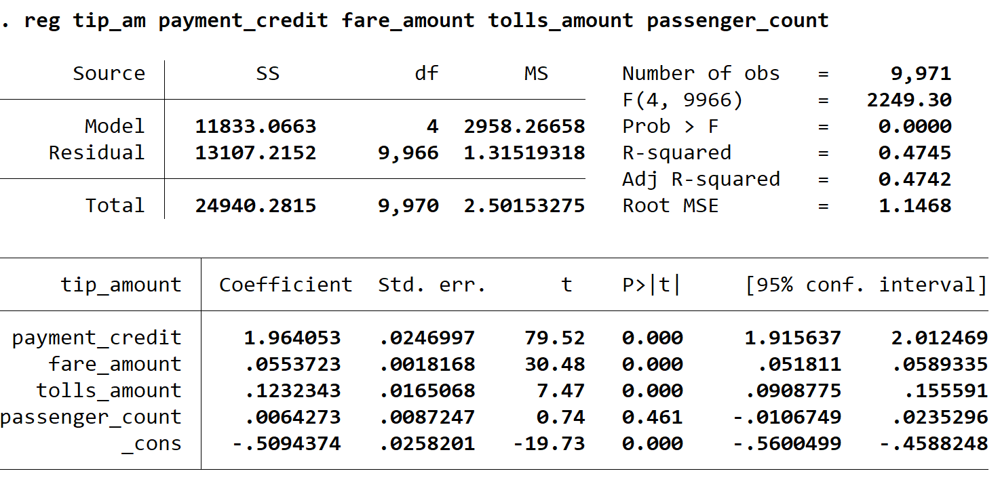 . reg tip_am payment_credit fare_amount tolls_amount passenger_count
Source SS df MS Number of obs = 9,971
F(4, 9966) = 2249.30
Model 11833.0663 4 2958.26658 Prob > F = 0.0000
Residual 13107.2152 9,966 1.31519318 R-squared = 0.4745
Adj R-squared = 0.4742
Total 24940.2815 9,970 2.50153275 Root MSE = 1.1468
tip_amount Coefficient Std. err. t P>|t| [95% conf. interval]
payment_credit 1.964053 .0246997 79.52 0.000 1.915637 2.012469
fare_amount .0553723 .0018168 30.48 0.000 .051811 .0589335
tolls_amount .1232343 .0165068 7.47 0.000 .0908775 .155591
passenger_count .0064273 .0087247 0.74 0.461 -.0106749 .0235296
_cons -.5094374 .0258201 -19.73 0.000 -.5600499 -.4588248